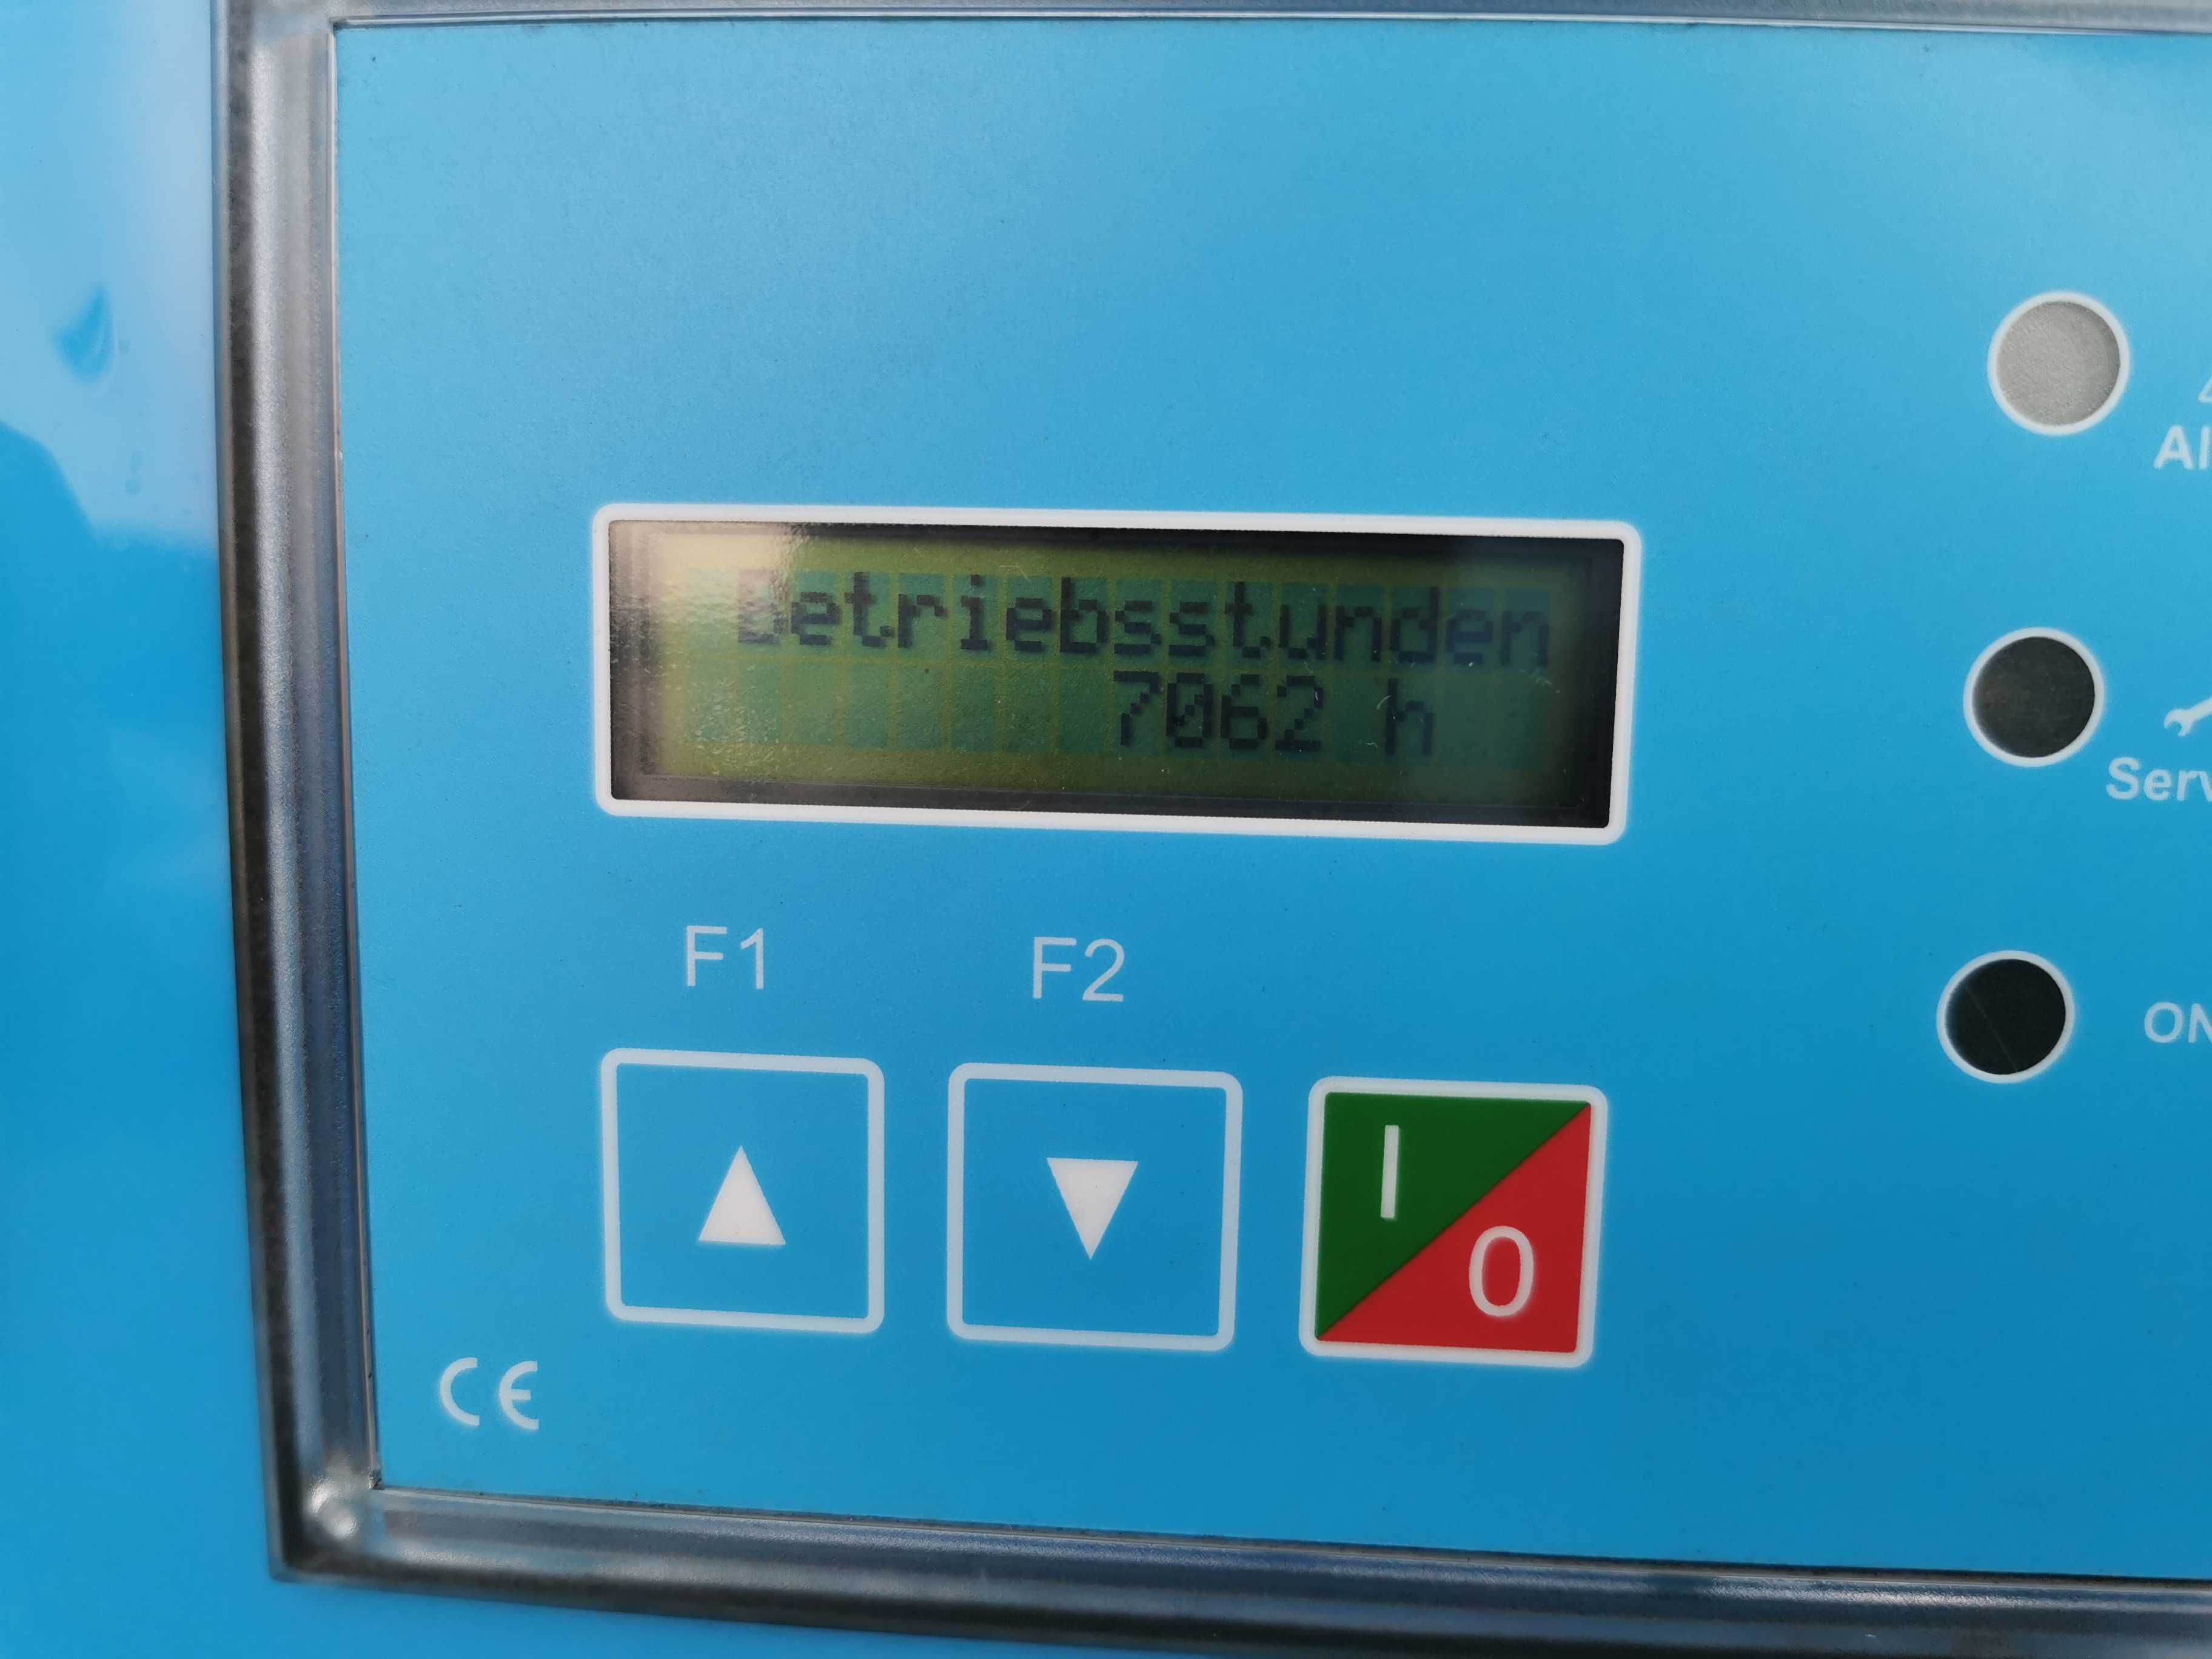 Betriebsstunden
7062 h
F1
F2
I
0
CE